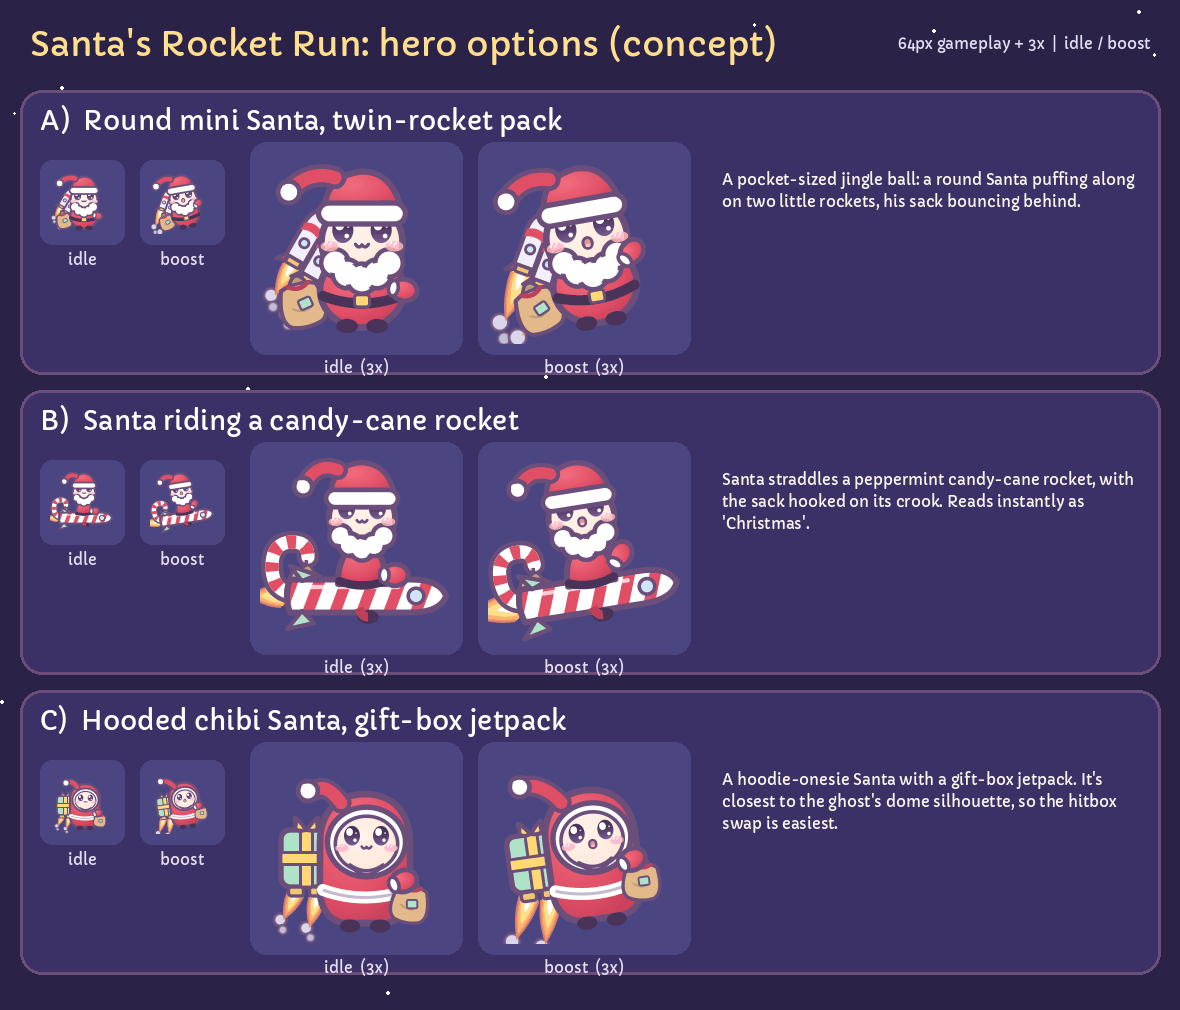 Santa's Rocket Run: hero options (concept)
64px gameplay + 3x | idle / boost
A) Round mini Santa, twin-rocket pack
idle
boost
idle (3x)
boost (3x)
A pocket-sized jingle ball: a round Santa puffing along
on two little rockets, his sack bouncing behind.
B) Santa riding a candy-cane rocket
idle
boost
idle (3x)
boost (3x)
Santa straddles a peppermint candy-cane rocket, with
the sack hooked on its crook. Reads instantly as
'Christmas'.
C) Hooded chibi Santa, gift-box jetpack
idle
boost
idle (3x)
boost (3x)
A hoodie-onesie Santa with a gift-box jetpack. It's
closest to the ghost's dome silhouette, so the hitbox
swap is easiest.